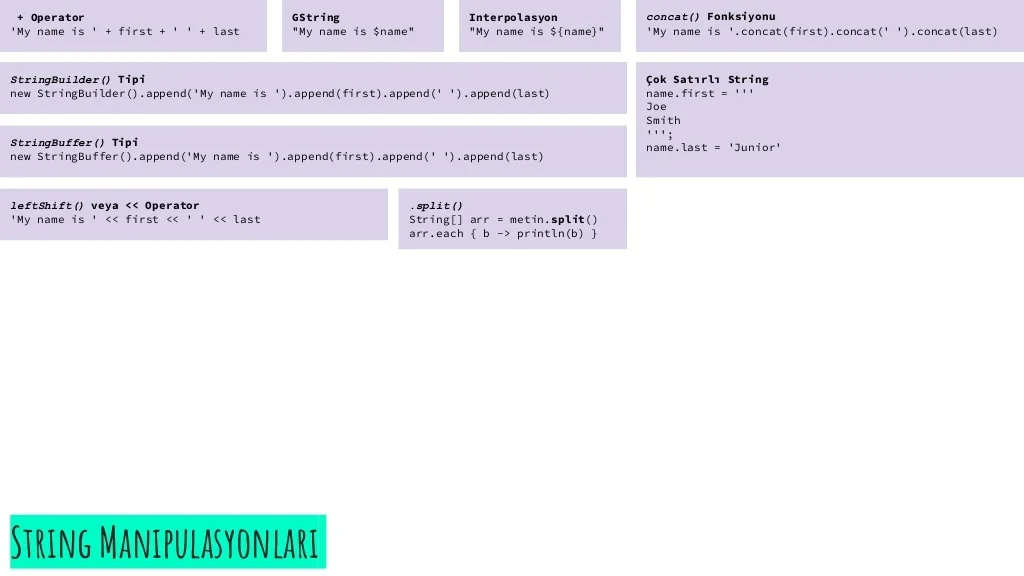 + Operator
'My name is ' + first + ' ' + last
GString
"My name is $name"
Interpolasyon
"My name is ${name}"
concat() Fonksiyonu
'My name is '.concat(first).concat(' ').concat(last)
StringBuilder() Tipi
new StringBuilder().append('My name is ').append(first).append(' ').append(last)
Çok Satırlı String
name.first = '''
Joe
Smith
''';
name.last = 'Junior'
StringBuffer() Tipi
new StringBuffer().append('My name is ').append(first).append(' ').append(last)
leftShift() veya << Operator
'My name is ' << first << ' ' << last
.split()
String[] arr = metin.split()
arr.each { b -> println(b) }
String Manipulasyonları